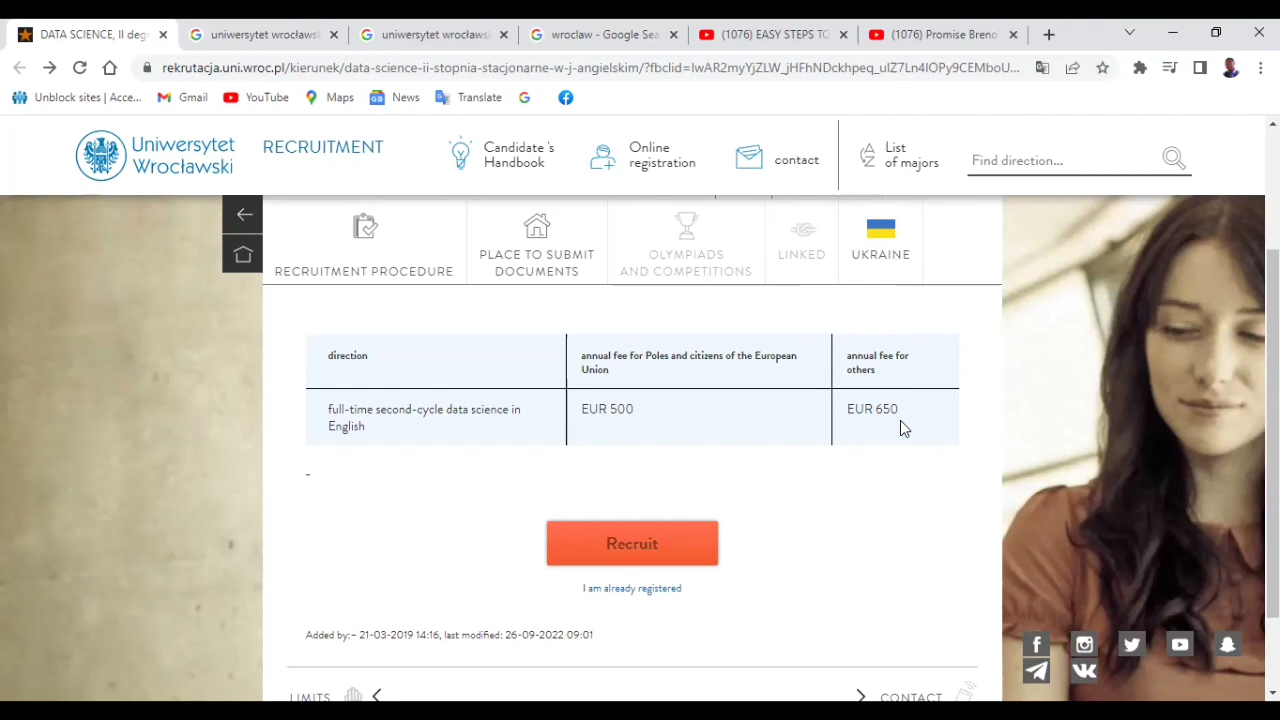 DATA SCIENCE, II deg
uniwersytet wrocławsk
uniwersytet wrocławsk
wroclaw - Google Sea
(1076) EASY STEPS TO
(1076) Promise Breno
rekrutacja.uni.wroc.pl/kierunek/data-science-ii-stopnia-stacjonarne-w-j-angielskim/?fbclid=IwAR2myYjZLW_jHFhNDckhpeq_uIZ7Ln4IOPy9CEMboU...
Unblock sites | Acce...
Gmail
YouTube
Maps
News
Translate
Uniwersytet
Wrocławski
RECRUITMENT
Candidate 's
Handbook
Online
registration
contact
List
of majors
Find direction...
RECRUITMENT PROCEDURE
PLACE TO SUBMIT
DOCUMENTS
OLYMPIADS
AND COMPETITIONS
LINKED
UKRAINE
direction
annual fee for Poles and citizens of the European
Union
annual fee for
others
full-time second-cycle data science in
English
EUR 500
EUR 650
–
Recruit
I am already registered
Added by:– 21-03-2019 14:16, last modified: 26-09-2022 09:01
LIMITS
CONTACT